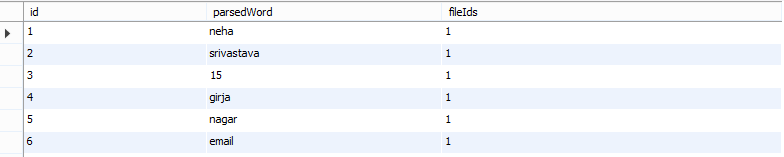 id parsedWord fileIds
1 neha 1
2 srivastava 1
3 15 1
4 girja 1
5 nagar 1
6 email 1